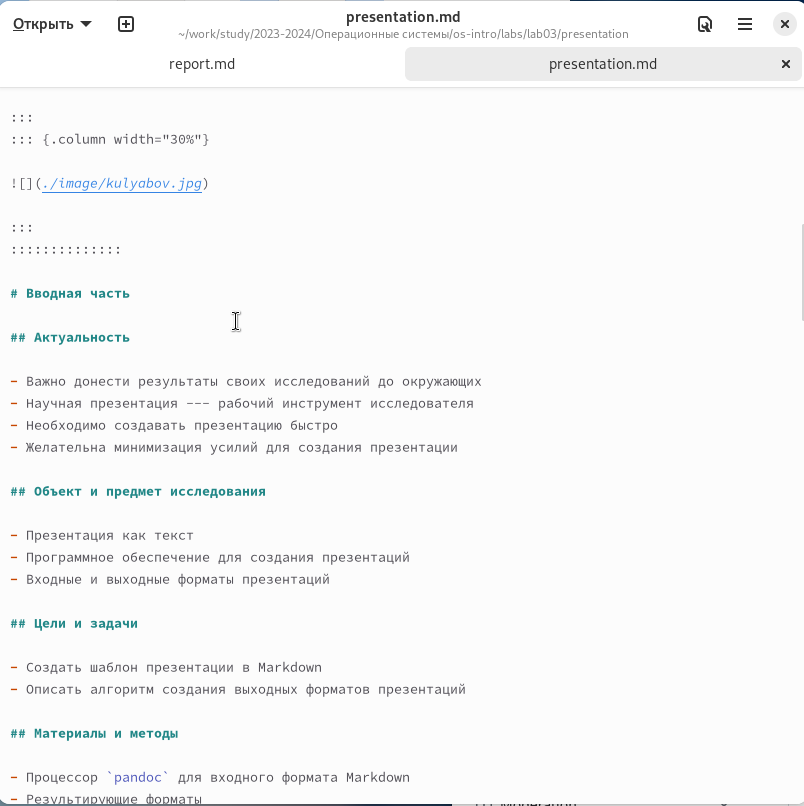 Открыть
presentation.md
~/work/study/2023-2024/Операционные системы/os-intro/labs/lab03/presentation
report.md
presentation.md
:::
::: {.column width="30%"}
![](./image/kulyabov.jpg)
:::
::::::::::::::
# Вводная часть
## Актуальность
- Важно донести результаты своих исследований до окружающих
- Научная презентация --- рабочий инструмент исследователя
- Необходимо создавать презентацию быстро
- Желательна минимизация усилий для создания презентации
## Объект и предмет исследования
- Презентация как текст
- Программное обеспечение для создания презентаций
- Входные и выходные форматы презентаций
## Цели и задачи
- Создать шаблон презентации в Markdown
- Описать алгоритм создания выходных форматов презентаций
## Материалы и методы
- Процессор `pandoc` для входного формата Markdown
- Результирующие форматы